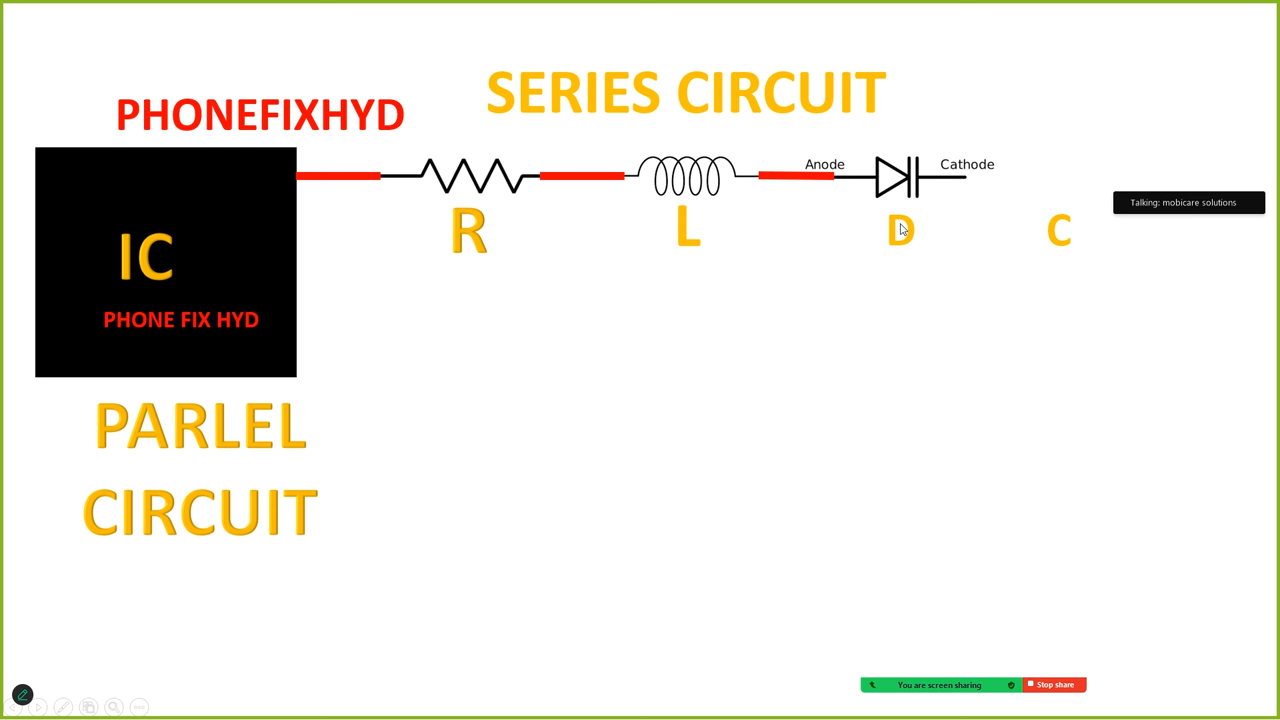 SERIES CIRCUIT
PHONEFIXHYD
Anode
Cathode
Talking: mobicare solutions
R
L
D
C
IC
PHONE FIX HYD
PARLEL
CIRCUIT
You are screen sharing
Stop share